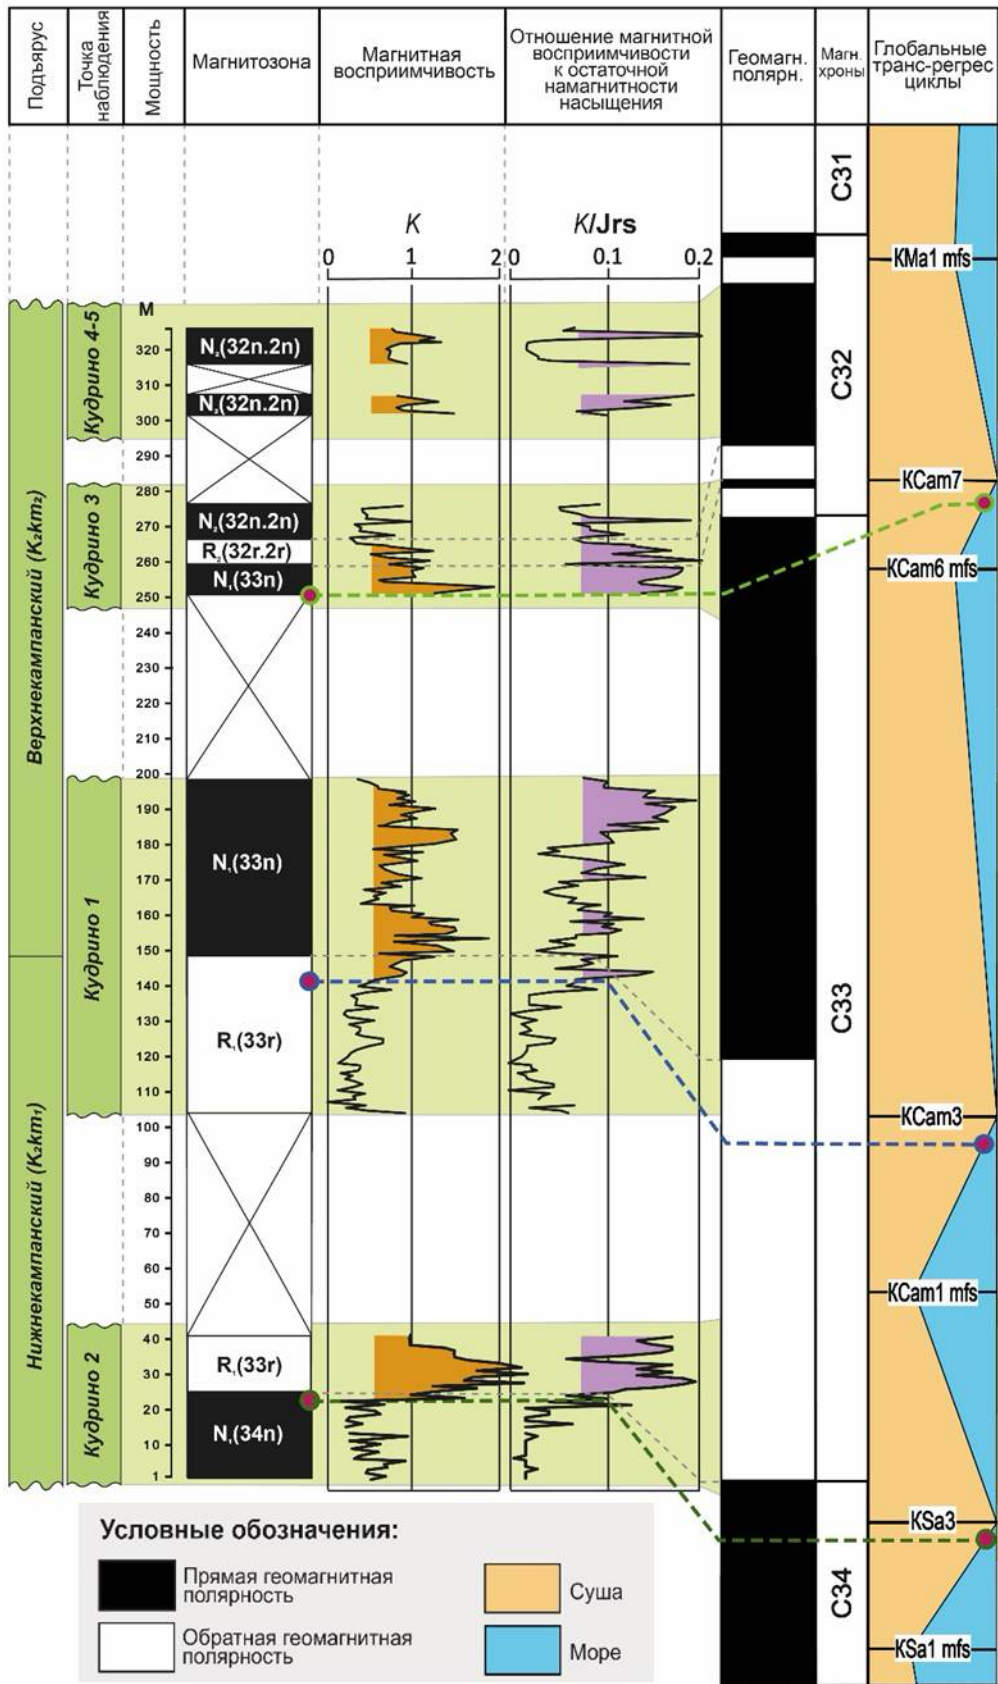 Подъярус
Точка
наблюдения
Мощность
Магнитозона
Магнитная
восприимчивость
Отношение магнитной
восприимчивости
к остаточной
намагнитности
насыщения
Геомагн.
полярн.
Магн.
хроны
Глобальные
транс-регрес
циклы
K
0 1 2
K/Jrs
0 0.1 0.2
Верхнекампанский (K₂km₂)
Нижнекампанский (K₂km₁)
Кудрино 4-5
Кудрино 3
Кудрино 1
Кудрино 2
М
320
310
300
290
280
270
260
250
240
230
220
210
200
190
180
170
160
150
140
130
120
110
100
90
80
70
60
50
40
30
20
10
1
N₂(32n.2n)
N₂(32n.2n)
N₁(32n.2n)
R₂(32r.2r)
N₁(33n)
N₁(33n)
R₁(33r)
R₁(33r)
N₁(34n)
C31
C32
C33
C34
KMa1 mfs
KCam7
KCam6 mfs
KCam3
KCam1 mfs
KSa3
KSa1 mfs
Условные обозначения:
Прямая геомагнитная
полярность
Обратная геомагнитная
полярность
Суша
Море